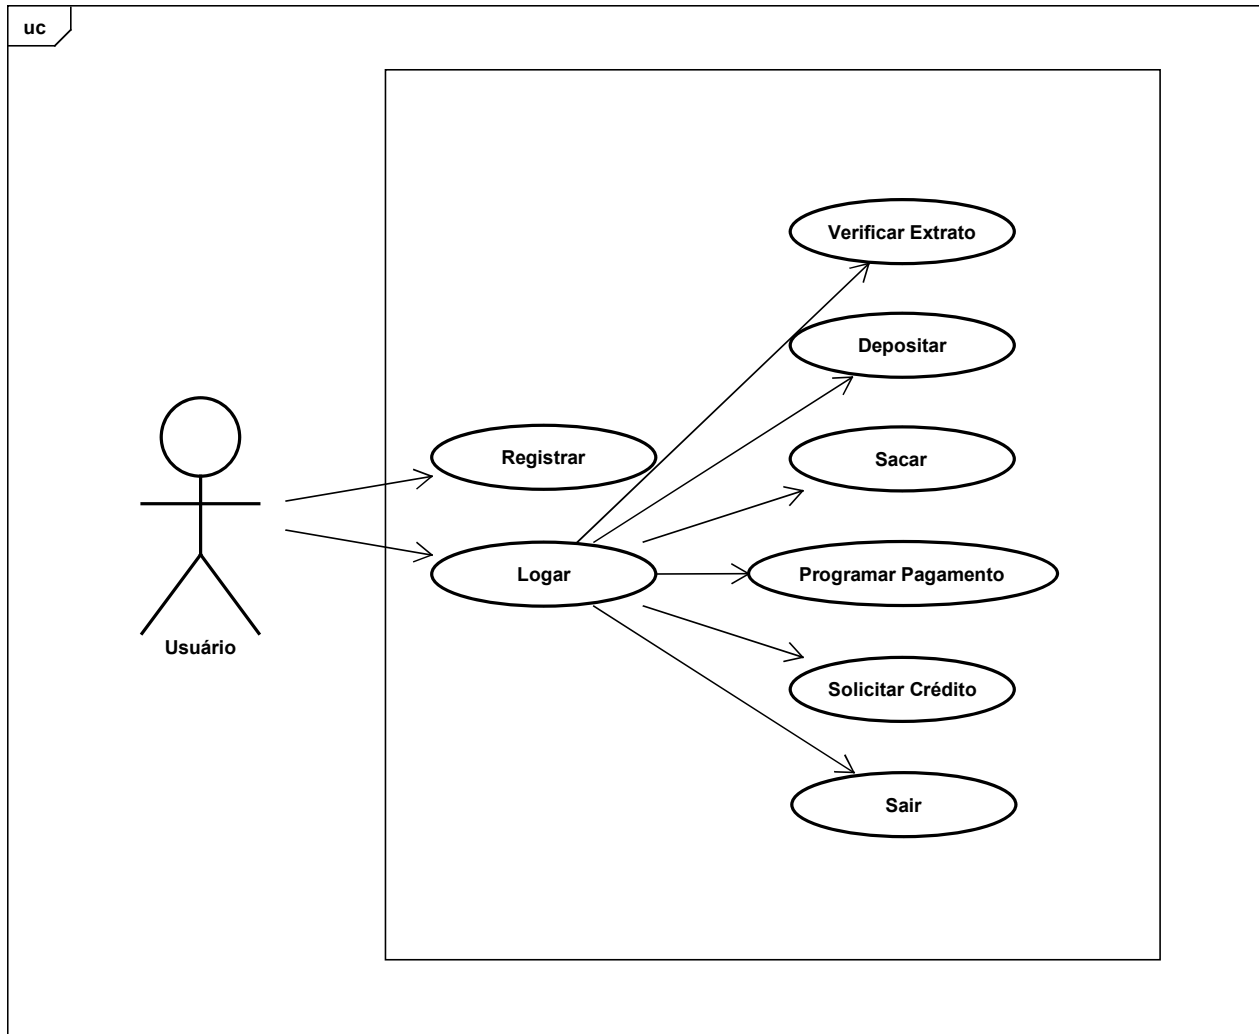 uc
Verificar Extrato
Depositar
Registrar
Sacar
Logar
Programar Pagamento
Usuário
Solicitar Crédito
Sair